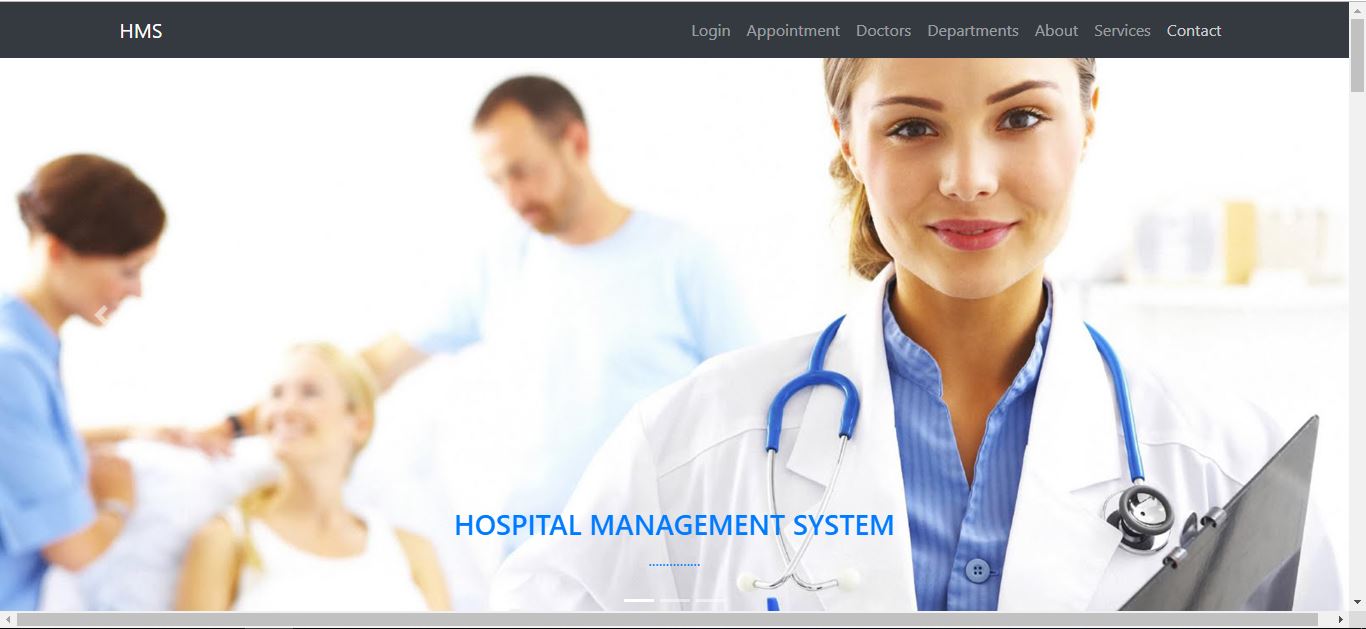 HMS
Login Appointment Doctors Departments About Services Contact
HOSPITAL MANAGEMENT SYSTEM
...............